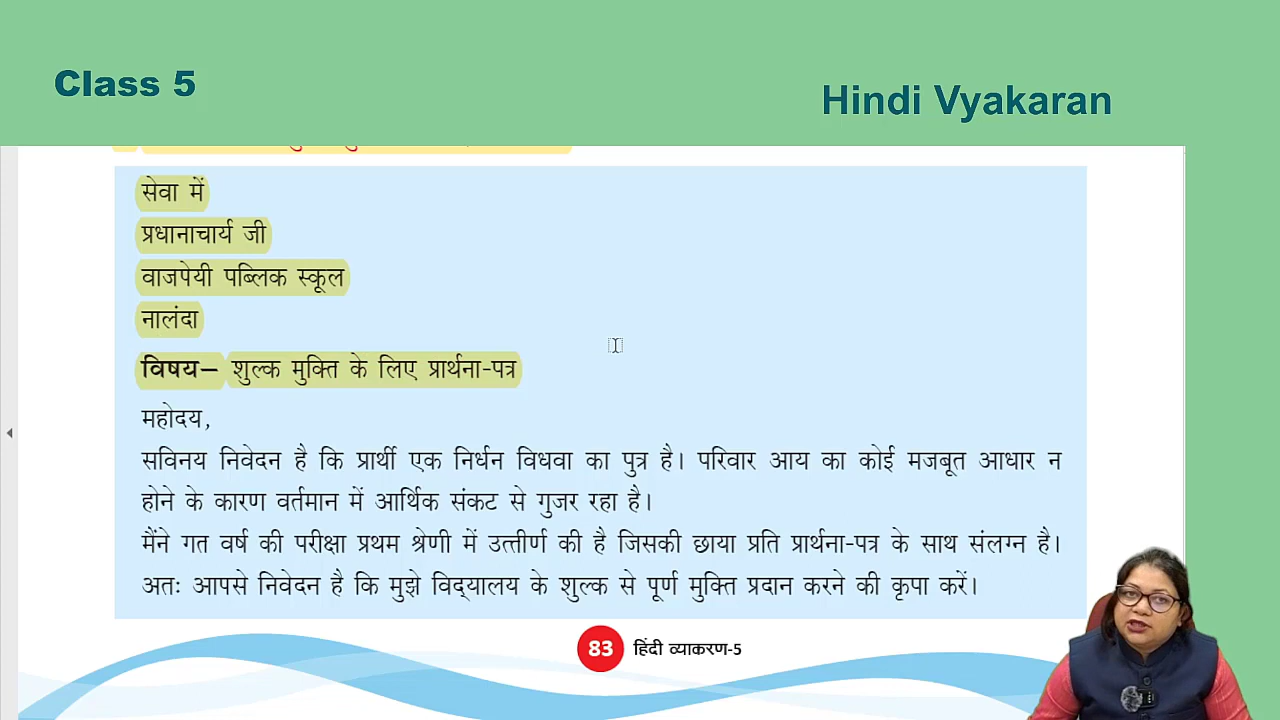 Class 5
Hindi Vyakaran
सेवा में
प्रधानाचार्य जी
वाजपेयी पब्लिक स्कूल
नालंदा
विषय– शुल्क मुक्ति के लिए प्रार्थना-पत्र
महोदय,
सविनय निवेदन है कि प्रार्थी एक निर्धन विधवा का पुत्र है। परिवार आय का कोई मजबूत आधार न
होने के कारण वर्तमान में आर्थिक संकट से गुजर रहा है।
मैंने गत वर्ष की परीक्षा प्रथम श्रेणी में उत्तीर्ण की है जिसकी छाया प्रति प्रार्थना-पत्र के साथ संलग्न है।
अतः आपसे निवेदन है कि मुझे विद्‌यालय के शुल्क से पूर्ण मुक्ति प्रदान करने की कृपा करें।
83 हिंदी व्याकरण-5